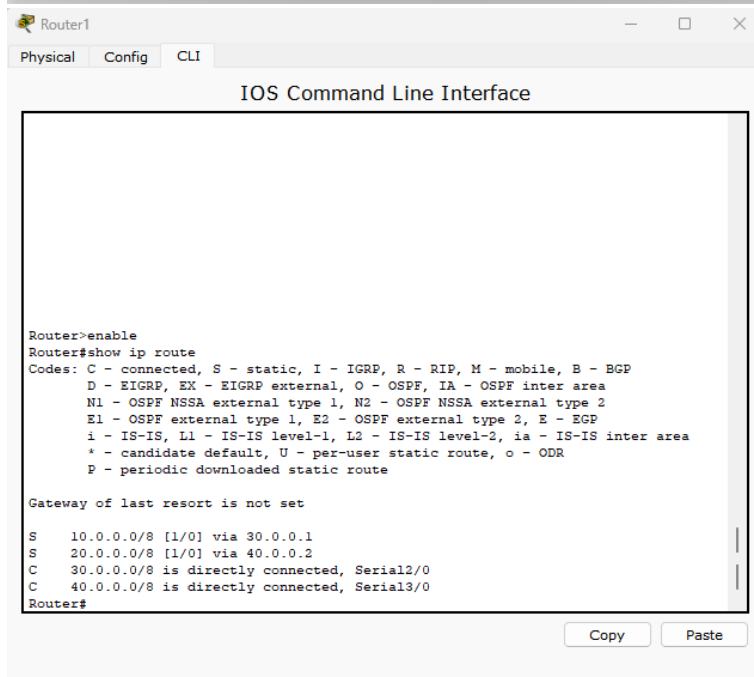 Router1
Physical Config CLI
IOS Command Line Interface
Router>enable
Router#show ip route
Codes: C - connected, S - static, I - IGRP, R - RIP, M - mobile, B - BGP
D - EIGRP, EX - EIGRP external, O - OSPF, IA - OSPF inter area
N1 - OSPF NSSA external type 1, N2 - OSPF NSSA external type 2
E1 - OSPF external type 1, E2 - OSPF external type 2, E - EGP
i - IS-IS, L1 - IS-IS level-1, L2 - IS-IS level-2, ia - IS-IS inter area
* - candidate default, U - per-user static route, o - ODR
P - periodic downloaded static route
Gateway of last resort is not set
S 10.0.0.0/8 [1/0] via 30.0.0.1
S 20.0.0.0/8 [1/0] via 40.0.0.2
C 30.0.0.0/8 is directly connected, Serial2/0
C 40.0.0.0/8 is directly connected, Serial3/0
Router#
Copy Paste